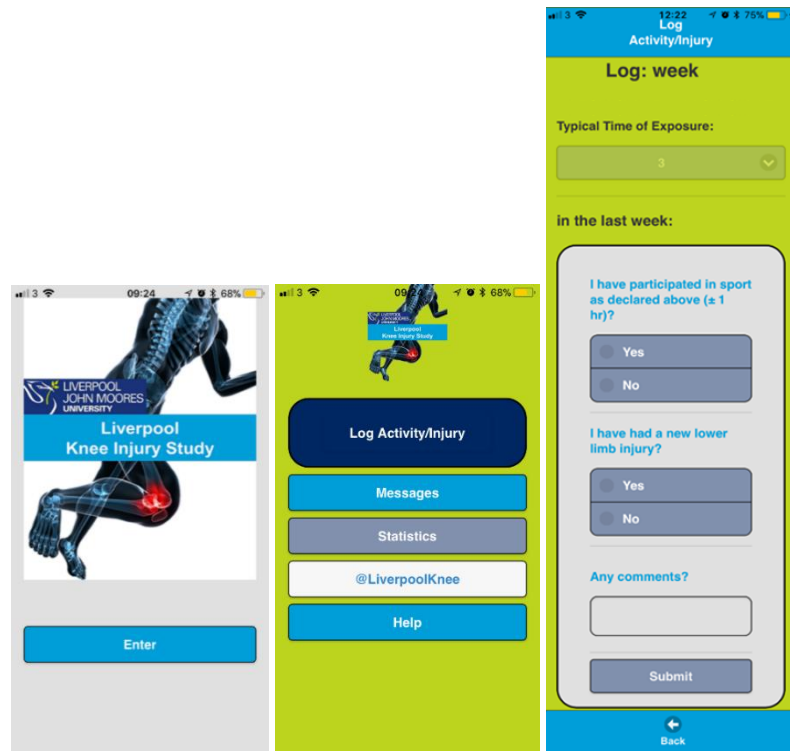 3 09:24 68%
LIVERPOOL
JOHN MOORES
UNIVERSITY
Liverpool
Knee Injury Study
Enter
3 09:24 68%
Liverpool
Knee Injury Study
Log Activity/Injury
Messages
Statistics
@LiverpoolKnee
Help
3 12:22 75%
Log
Activity/Injury
Log: week
Typical Time of Exposure:
3
in the last week:
I have participated in sport
as declared above (± 1
hr)?
Yes
No
I have had a new lower
limb injury?
Yes
No
Any comments?
Submit
Back